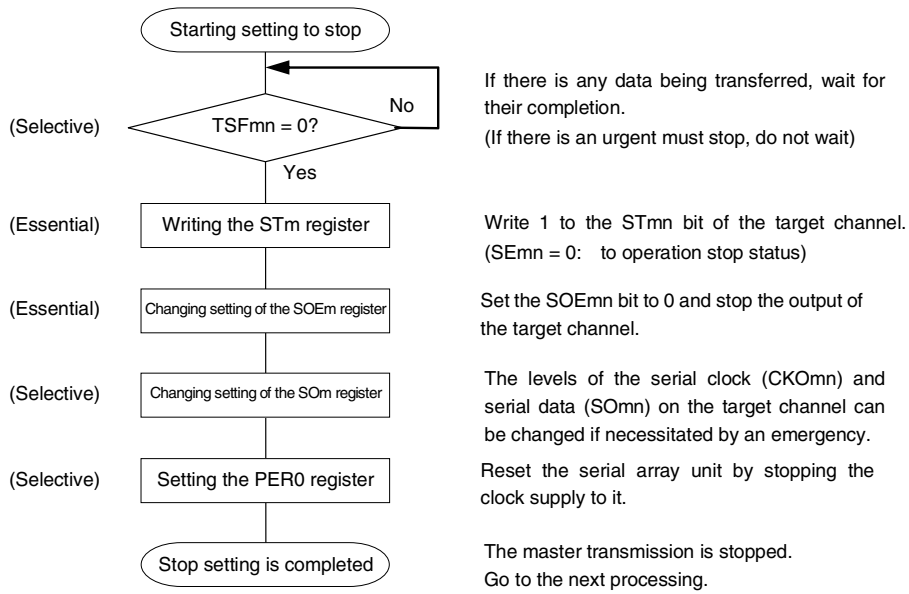 Starting setting to stop
No
(Selective)
TSFmn = 0?
If there is any data being transferred, wait for
their completion.
(If there is an urgent must stop, do not wait)
Yes
(Essential)
Writing the STm register
Write 1 to the STmn bit of the target channel.
(SEmn = 0: to operation stop status)
(Essential)
Changing setting of the SOEm register
Set the SOEmn bit to 0 and stop the output of
the target channel.
(Selective)
Changing setting of the SOm register
The levels of the serial clock (CKOmn) and
serial data (SOmn) on the target channel can
be changed if necessitated by an emergency.
(Selective)
Setting the PER0 register
Reset the serial array unit by stopping the
clock supply to it.
Stop setting is completed
The master transmission is stopped.
Go to the next processing.